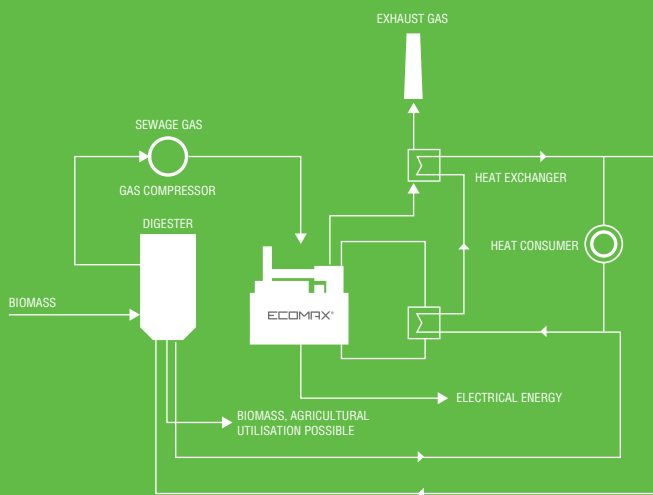 EXHAUST GAS
SEWAGE GAS
GAS COMPRESSOR
HEAT EXCHANGER
DIGESTER
HEAT CONSUMER
BIOMASS
ECOMAX®
ELECTRICAL ENERGY
BIOMASS, AGRICULTURAL
UTILISATION POSSIBLE